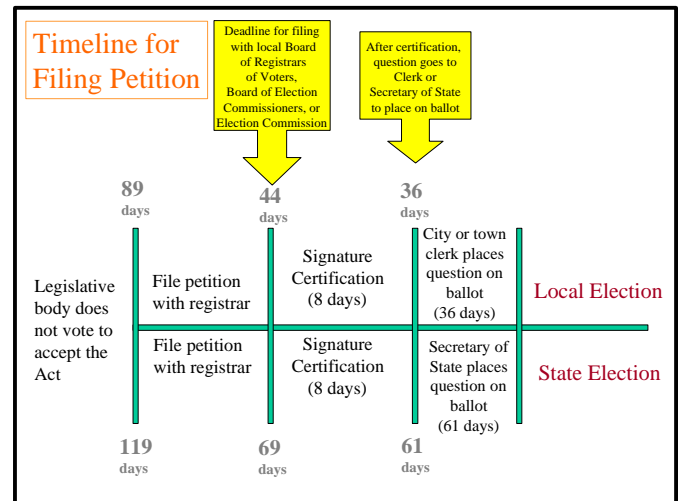 Timeline for
Filing Petition
Deadline for filing
with local Board
of Registrars
of Voters,
Board of Election
Commissioners, or
Election Commission
After certification,
question goes to
Clerk or
Secretary of State
to place on ballot
89
days
44
days
36
days
Legislative
body does
not vote to
accept the
Act
File petition
with registrar
Signature
Certification
(8 days)
City or town
clerk places
question on
ballot
(36 days)
Local Election
File petition
with registrar
Signature
Certification
(8 days)
Secretary of
State places
question on
ballot
(61 days)
State Election
119
days
69
days
61
days